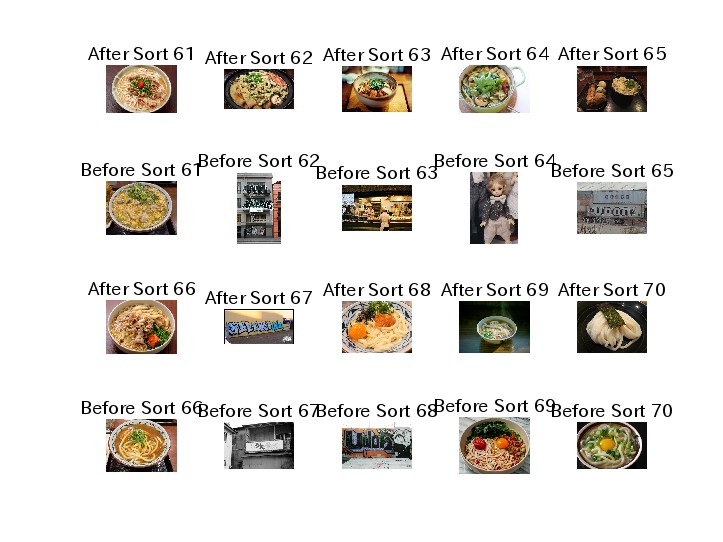 After Sort 61
After Sort 62
After Sort 63
After Sort 64
After Sort 65
Before Sort 61
Before Sort 62
Before Sort 63
Before Sort 64
Before Sort 65
After Sort 66
After Sort 67
After Sort 68
After Sort 69
After Sort 70
Before Sort 66
Before Sort 67
Before Sort 68
Before Sort 69
Before Sort 70